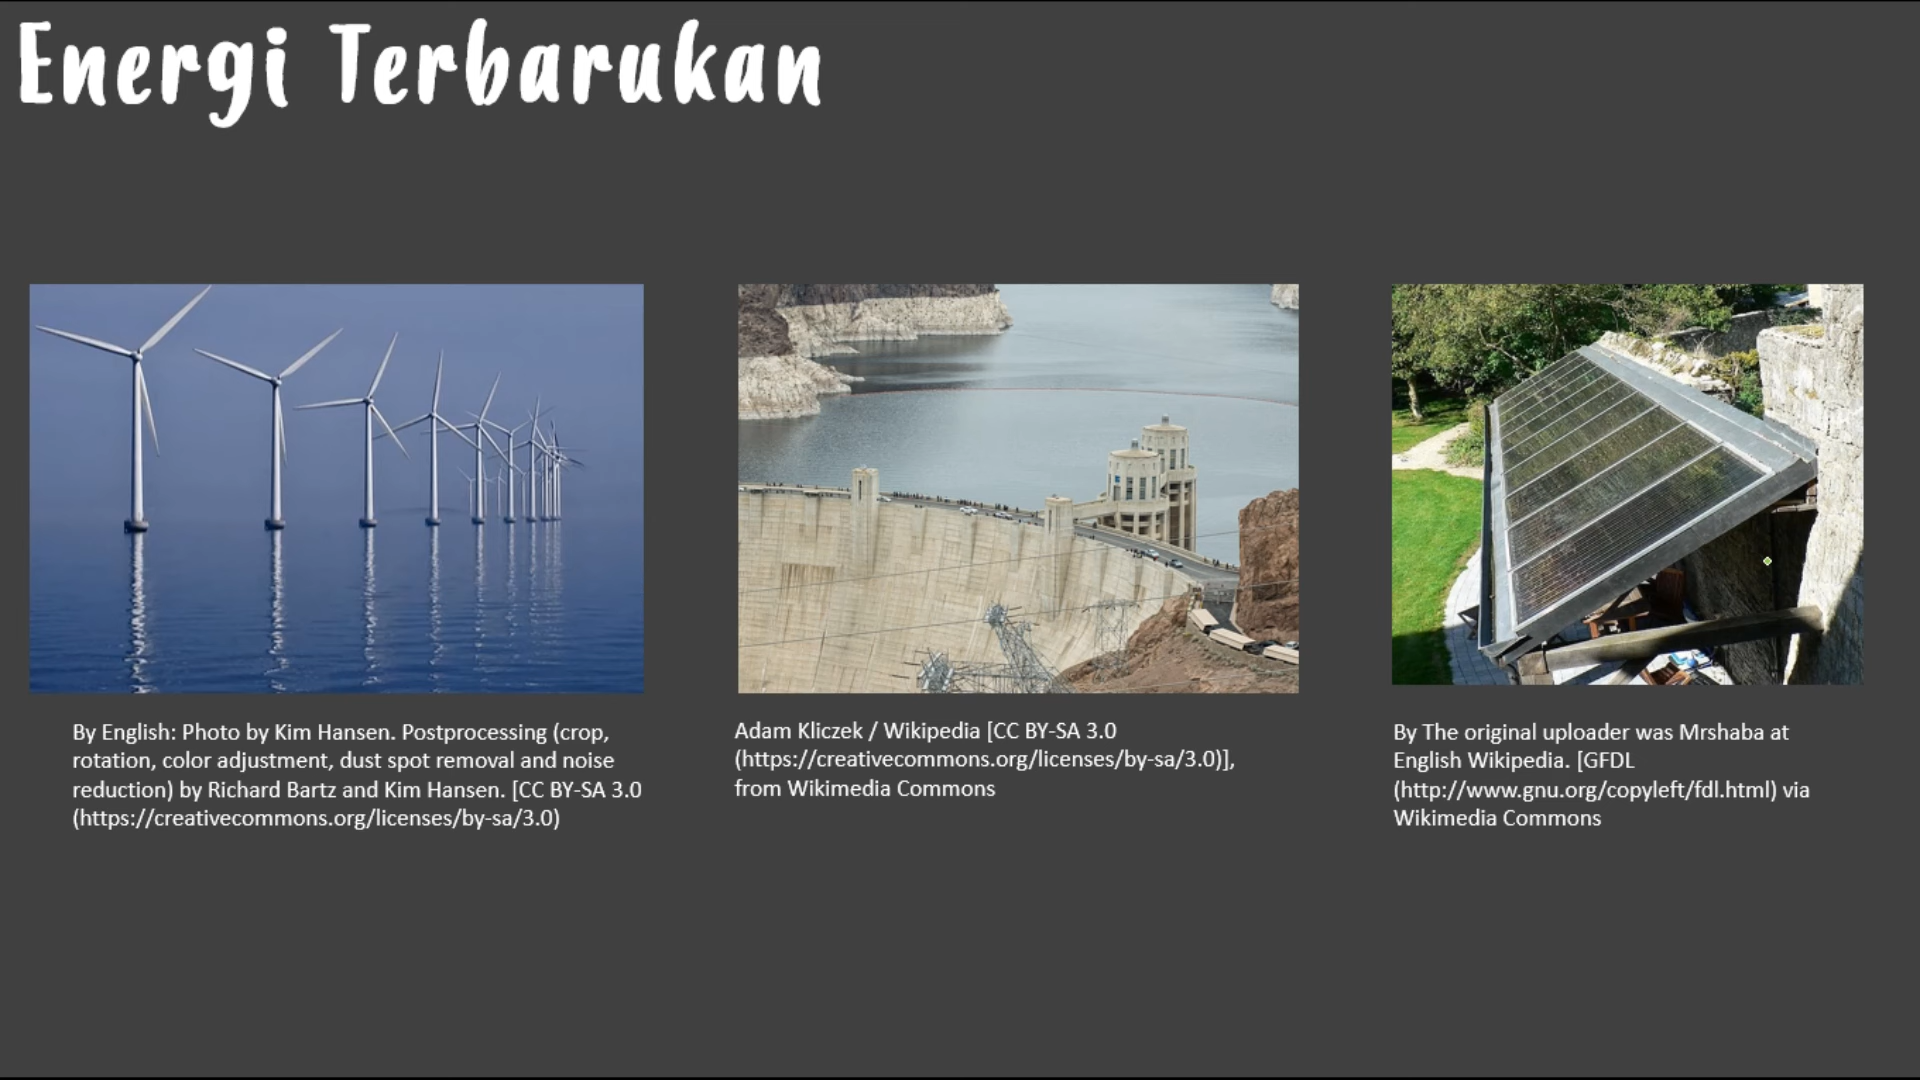 Energi Terbarukan
By English: Photo by Kim Hansen. Postprocessing (crop,
rotation, color adjustment, dust spot removal and noise
reduction) by Richard Bartz and Kim Hansen. [CC BY-SA 3.0
(https://creativecommons.org/licenses/by-sa/3.0)
Adam Kliczek / Wikipedia [CC BY-SA 3.0
(https://creativecommons.org/licenses/by-sa/3.0)],
from Wikimedia Commons
By The original uploader was Mrshaba at
English Wikipedia. [GFDL
(http://www.gnu.org/copyleft/fdl.html) via
Wikimedia Commons